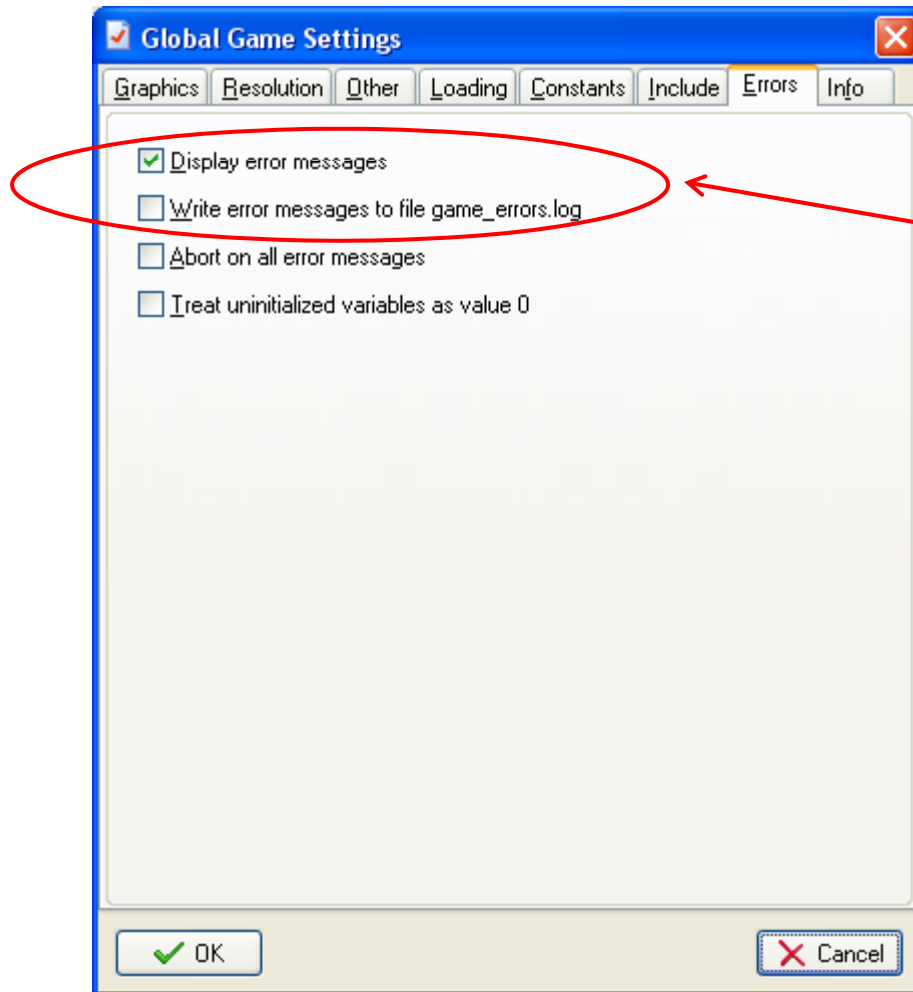 Global Game Settings
Graphics Resolution Other Loading Constants Include Errors Info
Display error messages
Write error messages to file game_errors.log
Abort on all error messages
Treat uninitialized variables as value 0
OK Cancel